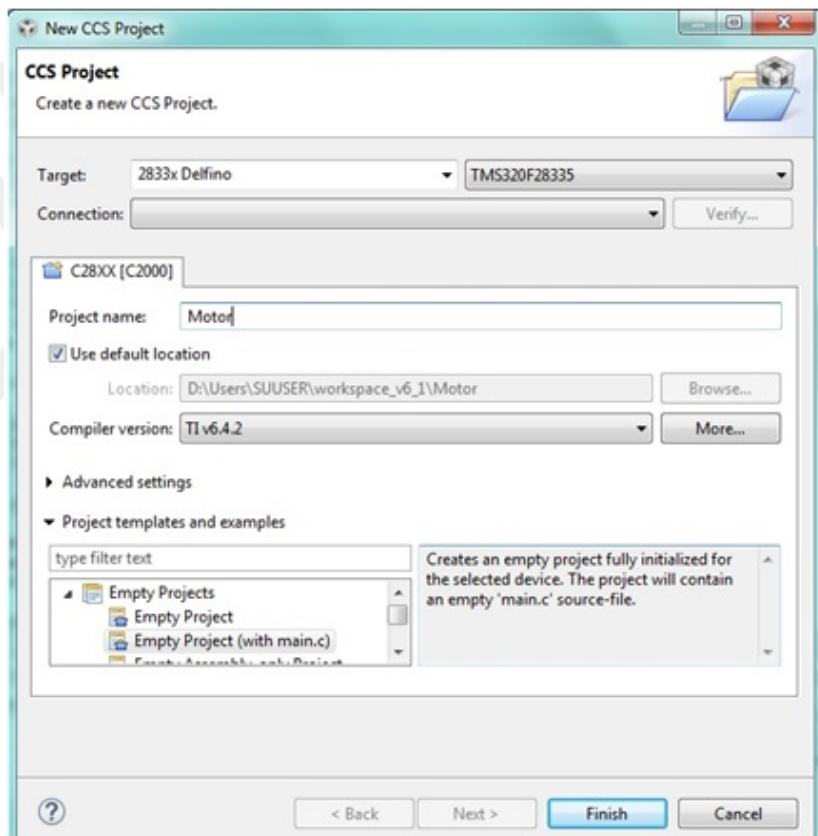 New CCS Project
CCS Project
Create a new CCS Project.
Target: 2833x Delfino TMS320F28335
Connection: Verify...
C28XX [C2000]
Project name: Motor
Use default location
Location: D:\Users\SUUSER\workspace_v6_1\Motor Browse...
Compiler version: TI v6.4.2 More...
Advanced settings
Project templates and examples
type filter text
Empty Projects
Empty Project
Empty Project (with main.c)
Empty Assembly-only Project
Creates an empty project fully initialized for
the selected device. The project will contain
an empty 'main.c' source-file.
< Back Next > Finish Cancel